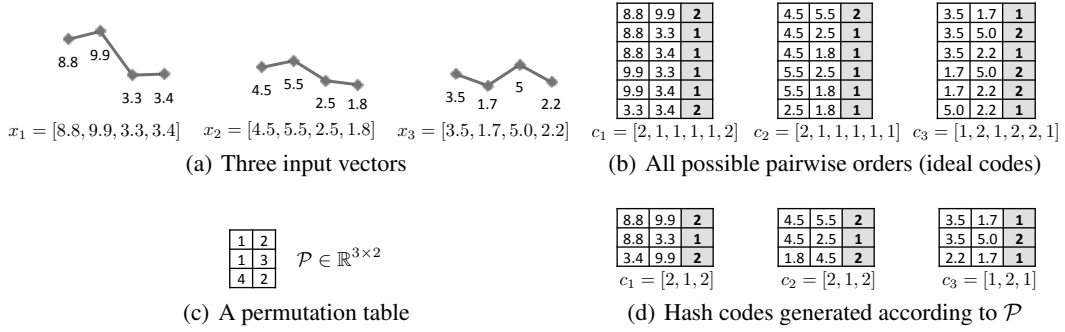 8.8 9.9 3.3 3.4
4.5 5.5 2.5 1.8
3.5 1.7 5 2.2
x₁ = [8.8, 9.9, 3.3, 3.4] x₂ = [4.5, 5.5, 2.5, 1.8] x₃ = [3.5, 1.7, 5.0, 2.2]
(a) Three input vectors
8.8 9.9 2
8.8 3.3 1
8.8 3.4 1
9.9 3.3 1
9.9 3.4 1
3.3 3.4 2
c₁ = [2, 1, 1, 1, 1, 2]
4.5 5.5 2
4.5 2.5 1
4.5 1.8 1
5.5 2.5 1
5.5 1.8 1
2.5 1.8 1
c₂ = [2, 1, 1, 1, 1, 1]
3.5 1.7 1
3.5 5.0 2
3.5 2.2 1
1.7 5.0 2
1.7 2.2 2
5.0 2.2 1
c₃ = [1, 2, 1, 2, 2, 1]
(b) All possible pairwise orders (ideal codes)
1 2
1 3
4 2
𝒫 ∈ ℝ³ˣ²
(c) A permutation table
8.8 9.9 2
8.8 3.3 1
3.4 9.9 2
c₁ = [2, 1, 2]
4.5 5.5 2
4.5 2.5 1
1.8 4.5 2
c₂ = [2, 1, 2]
3.5 1.7 1
3.5 5.0 2
2.2 1.7 1
c₃ = [1, 2, 1]
(d) Hash codes generated according to 𝒫